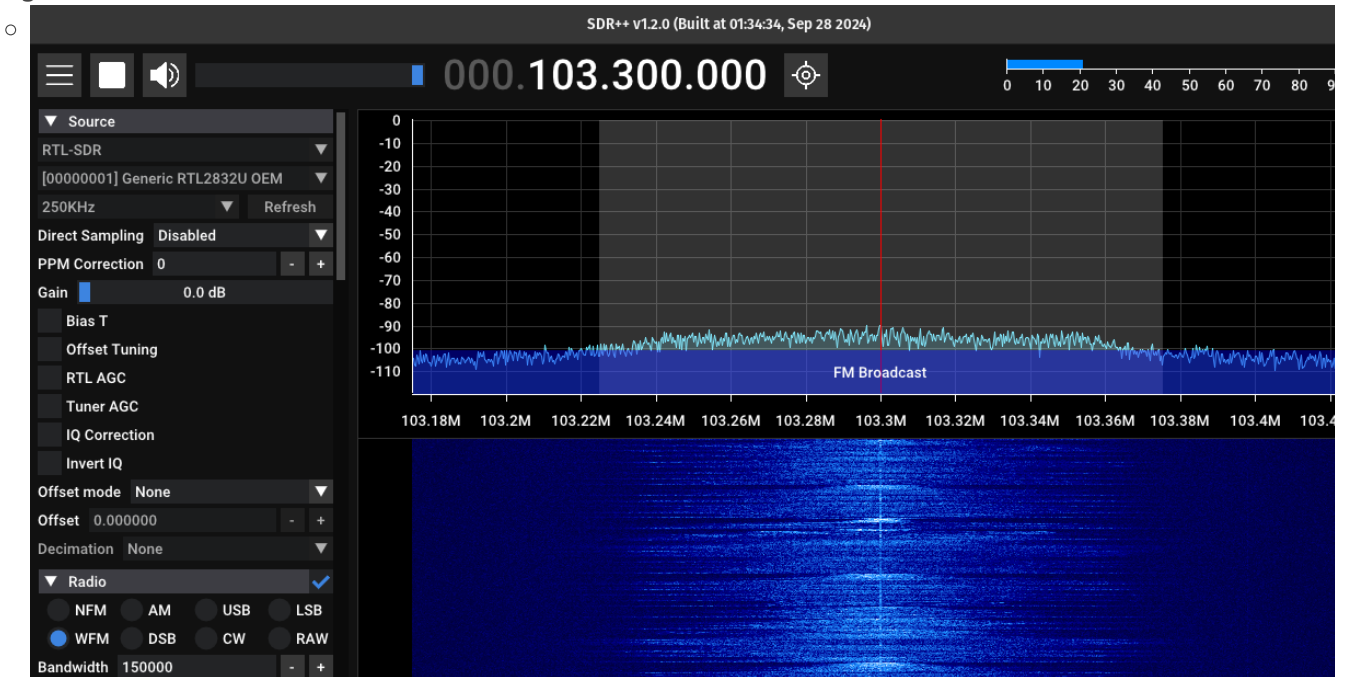 SDR++ v1.2.0 (Built at 01:34:34, Sep 28 2024)
000.103.300.000
0 10 20 30 40 50 60 70 80 9
Source
RTL-SDR
[00000001] Generic RTL2832U OEM
250KHz Refresh
Direct Sampling Disabled
PPM Correction 0 - +
Gain 0.0 dB
Bias T
Offset Tuning
RTL AGC
Tuner AGC
IQ Correction
Invert IQ
Offset mode None
Offset 0.000000 - +
Decimation None
Radio
NFM AM USB LSB
WFM DSB CW RAW
Bandwidth 150000 - +
0
-10
-20
-30
-40
-50
-60
-70
-80
-90
-100
-110
FM Broadcast
103.18M 103.2M 103.22M 103.24M 103.26M 103.28M 103.3M 103.32M 103.34M 103.36M 103.38M 103.4M 103.4